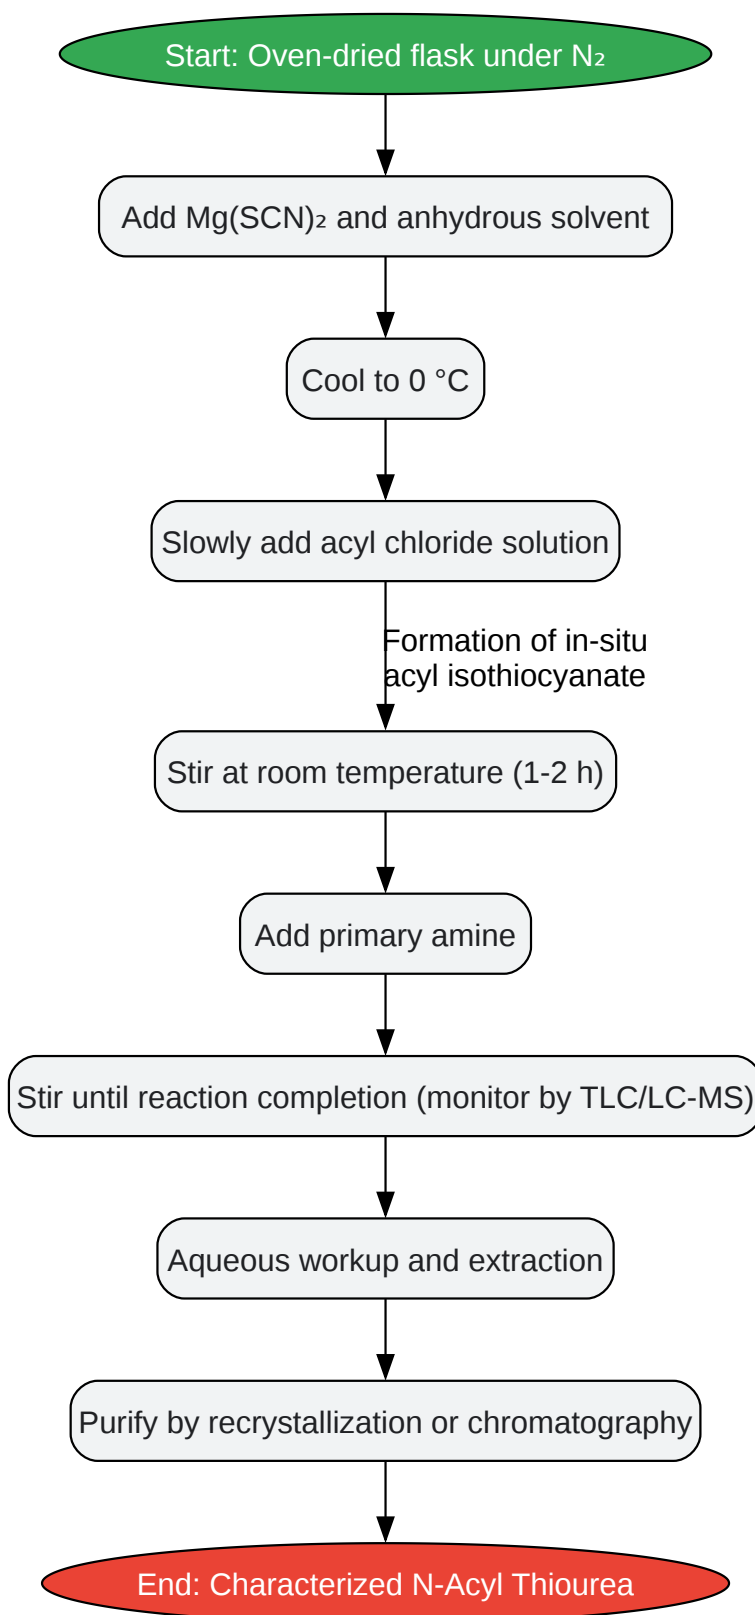 Start: Oven-dried flask under N₂
Add Mg(SCN)₂ and anhydrous solvent
Cool to 0 °C
Slowly add acyl chloride solution
Formation of in-situ
acyl isothiocyanate
Stir at room temperature (1-2 h)
Add primary amine
Stir until reaction completion (monitor by TLC/LC-MS)
Aqueous workup and extraction
Purify by recrystallization or chromatography
End: Characterized N-Acyl Thiourea